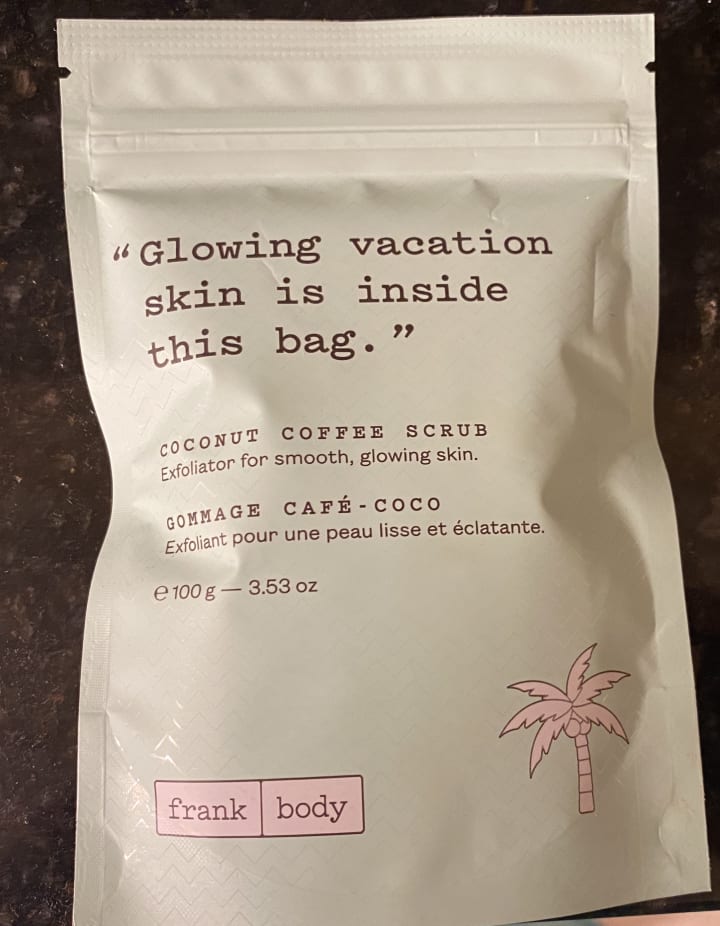 “Glowing vacation
skin is inside
this bag.”
COCONUT COFFEE SCRUB
Exfoliator for smooth, glowing skin.
GOMMAGE CAFÉ-COCO
Exfoliant pour une peau lisse et éclatante.
℮ 100 g — 3.53 oz
frank body